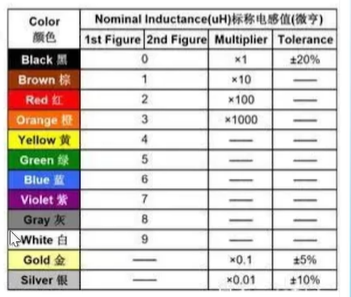 Color Nominal Inductance(uH)标称电感值(微亨)
颜色 1st Figure 2nd Figure Multiplier Tolerance
Black 黑 0 ×1 ±20%
Brown 棕 1 ×10 ——
Red 红 2 ×100 ——
Orange 橙 3 ×1000 ——
Yellow 黄 4 —— ——
Green 绿 5 —— ——
Blue 蓝 6 —— ——
Violet 紫 7 —— ——
Gray 灰 8 —— ——
White 白 9 —— ——
Gold 金 —— ×0.1 ±5%
Silver 银 —— ×0.01 ±10%